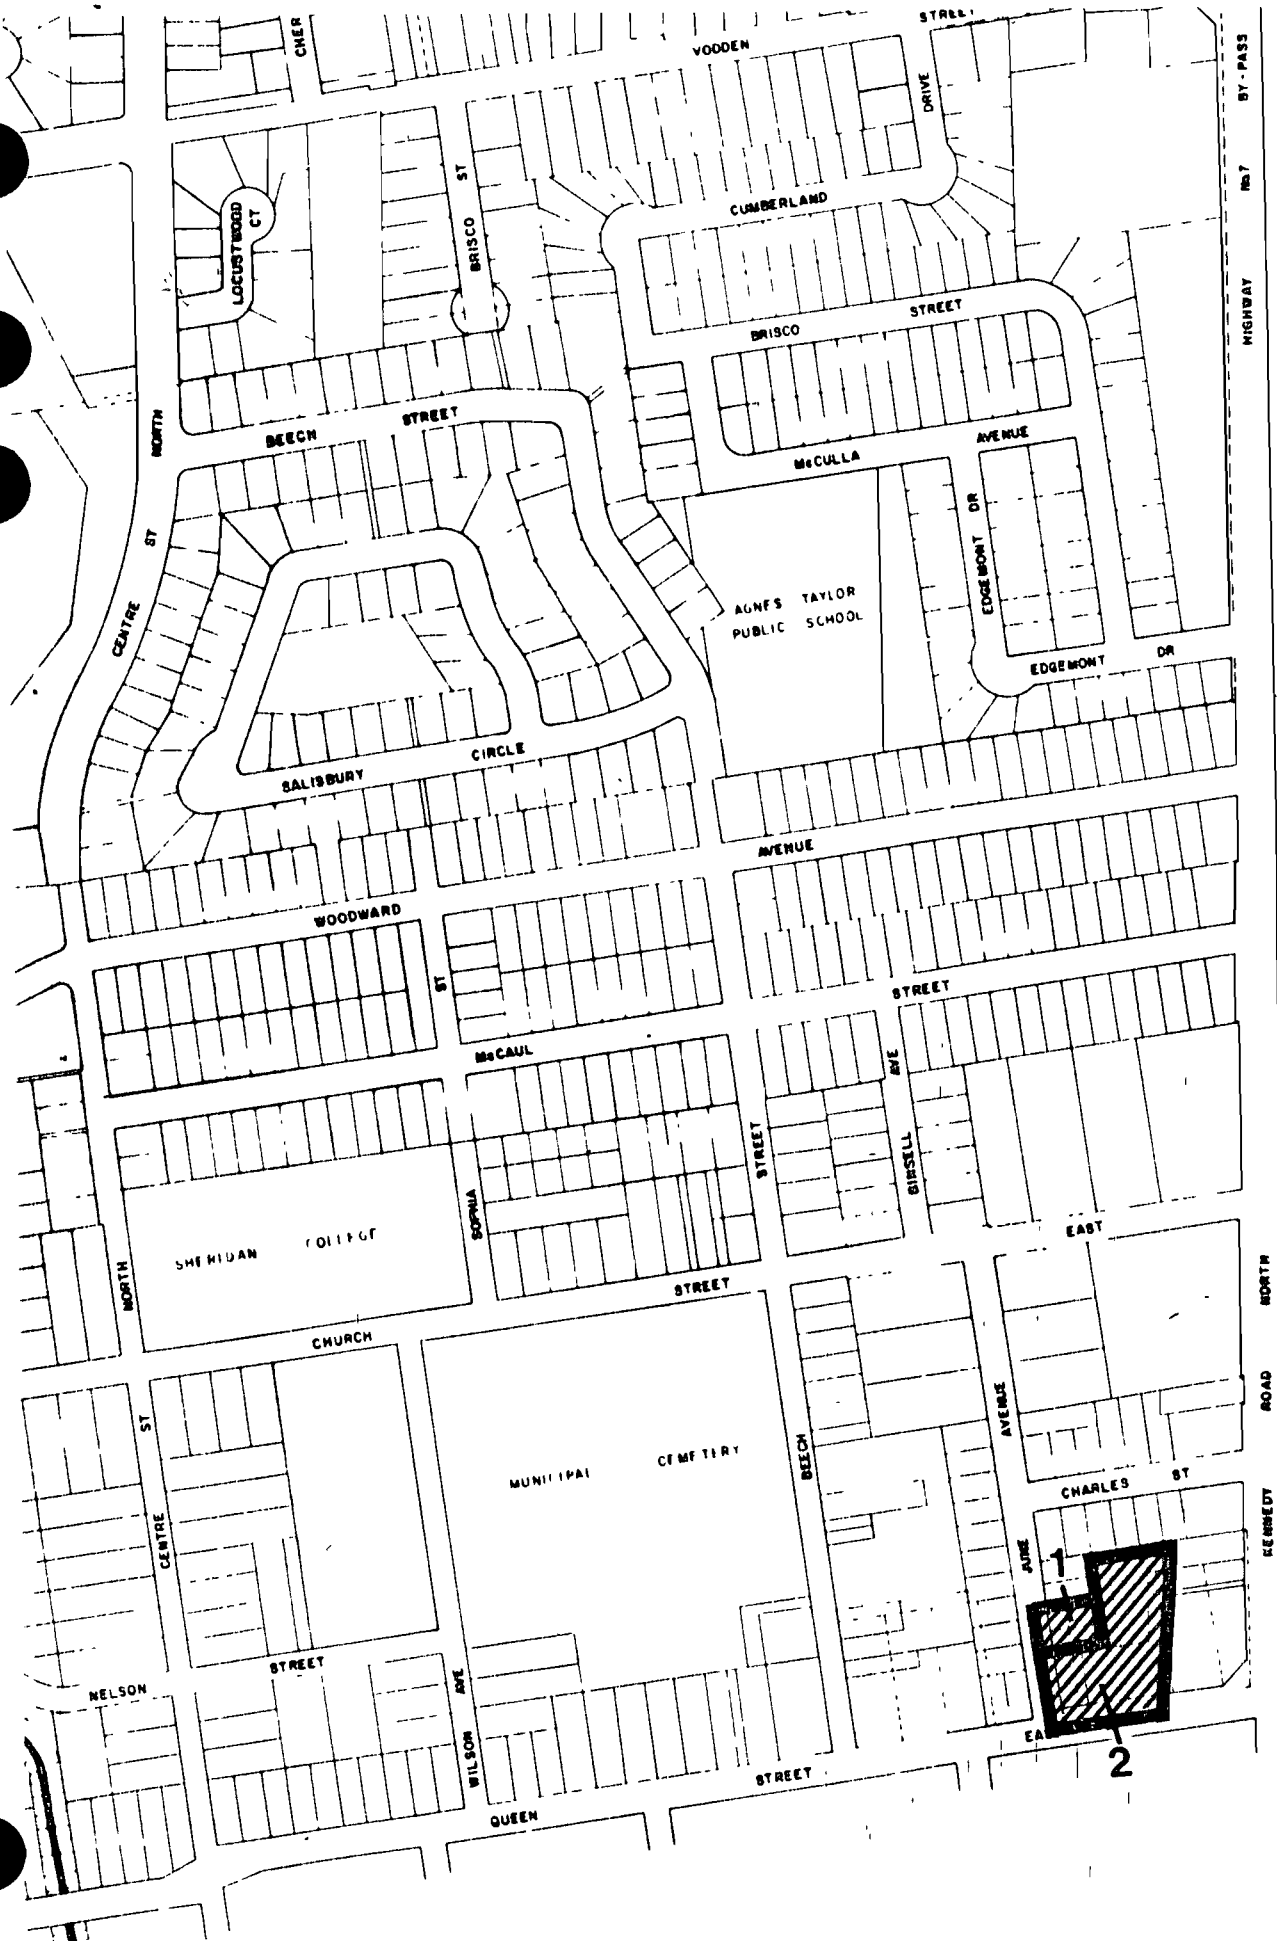 STREET
VODDEN
CHER
DRIVE
BY - PASS
No 7
HIGHWAY
BRISCO ST
LOCUSTWOOD CT
CUMBERLAND
BRISCO STREET
NORTH
BEECH STREET
McCULLA AVENUE
CENTRE ST
EDGEMONT DR
AGNES TAYLOR
PUBLIC SCHOOL
EDGEMONT DR
SALISBURY CIRCLE
WOODWARD AVENUE
ST
McCAUL STREET
AVE
BIRSELL
STREET
SOPHIA
SHERIDAN COLLEGE
NORTH
EAST
CHURCH STREET
NORTH
ROAD
KENNEDY
ST
CENTRE
AVENUE
JUNE
BEECH
MUNICIPAL CEMETERY
CHARLES ST
1
NELSON STREET
AVE
WILSON
EA
2
QUEEN STREET